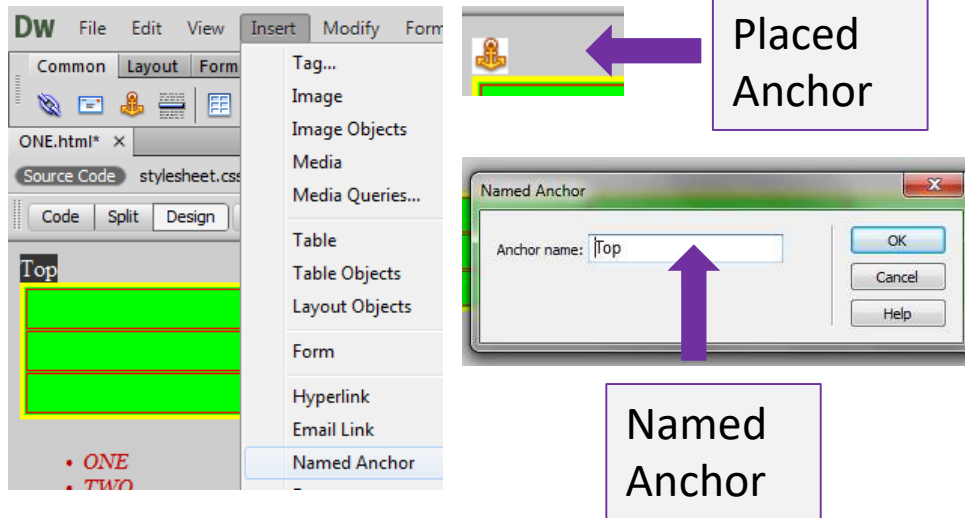 DW File Edit View Insert Modify Form
Common Layout Form
ONE.html* ×
Source Code stylesheet.css
Code Split Design
Top
• ONE
• TWO
Tag...
Image
Image Objects
Media
Media Queries...
Table
Table Objects
Layout Objects
Form
Hyperlink
Email Link
Named Anchor
Placed
Anchor
Named Anchor
Anchor name: Top
OK
Cancel
Help
Named
Anchor